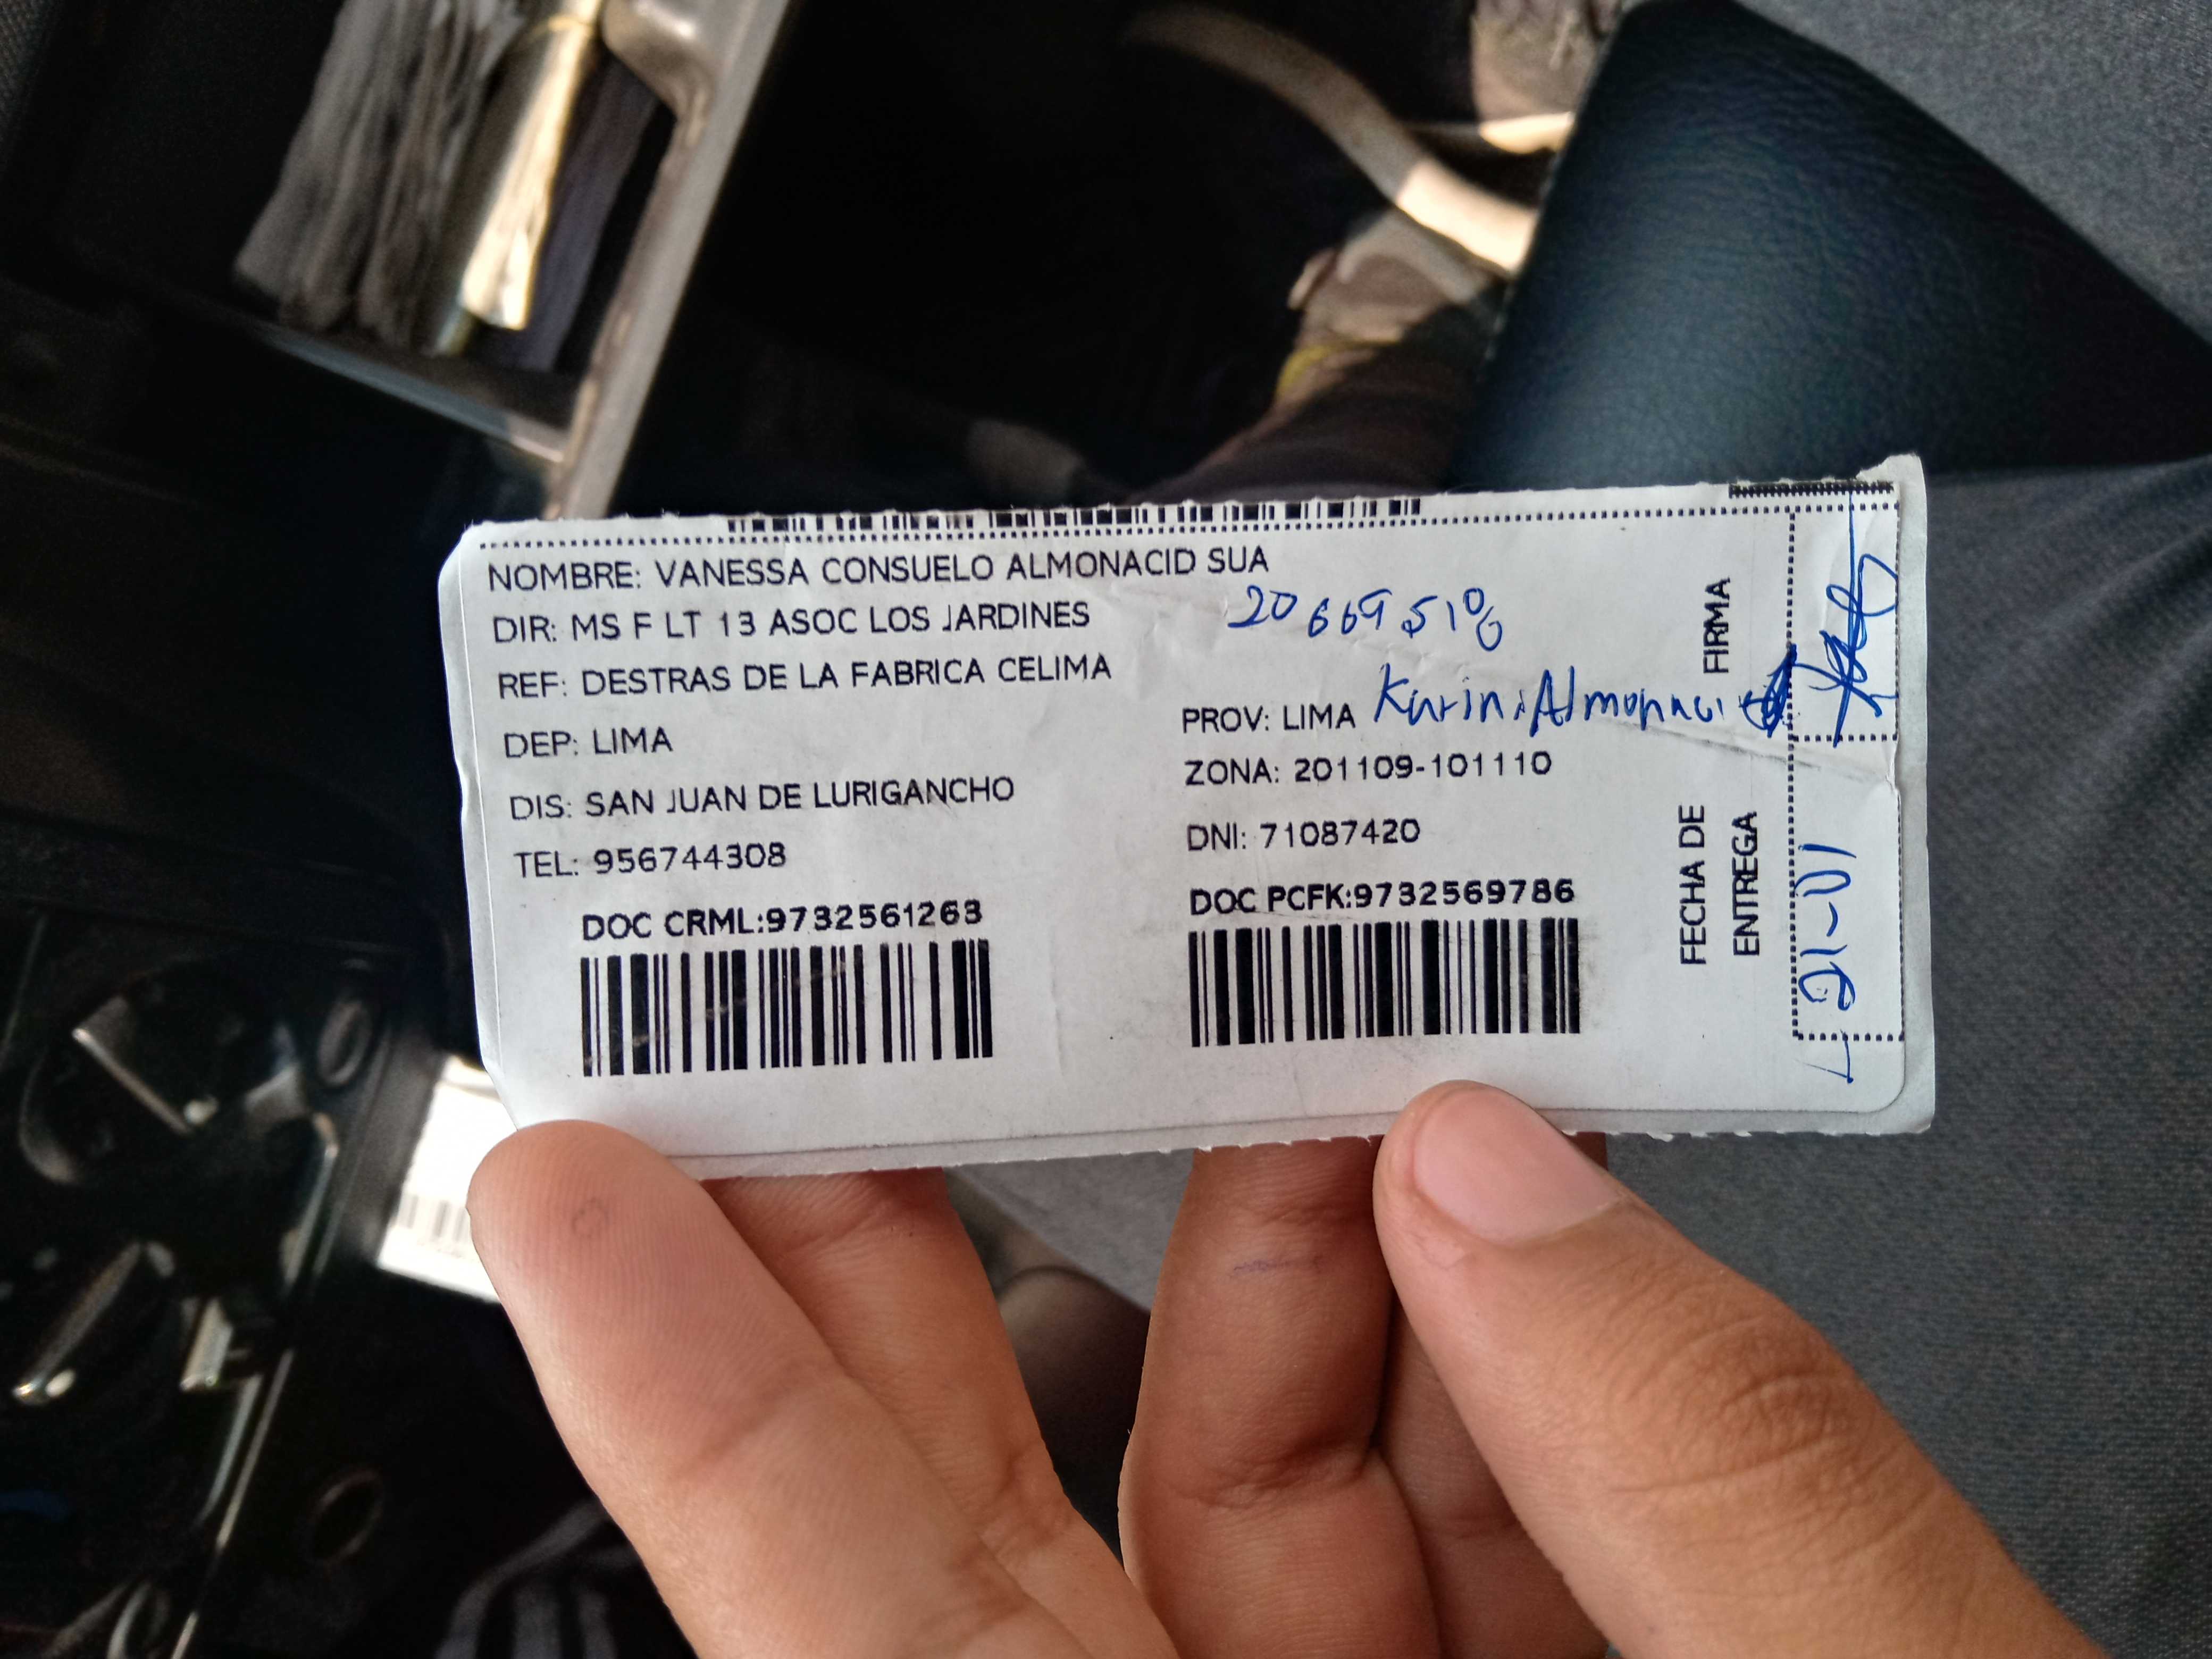 NOMBRE: VANESSA CONSUELO ALMONACID SUA
DIR: MS F LT 13 ASOC LOS JARDINES
REF: DESTRAS DE LA FABRICA CELIMA
DEP: LIMA
DIS: SAN JUAN DE LURIGANCHO
TEL: 956744308
PROV: LIMA
Almonacid
ZONA: 201109-101110
DNI: 71087420
DOC CRML:9732561263
DOC PCFK:9732569786
FIRMA
FECHA DE
ENTREGA